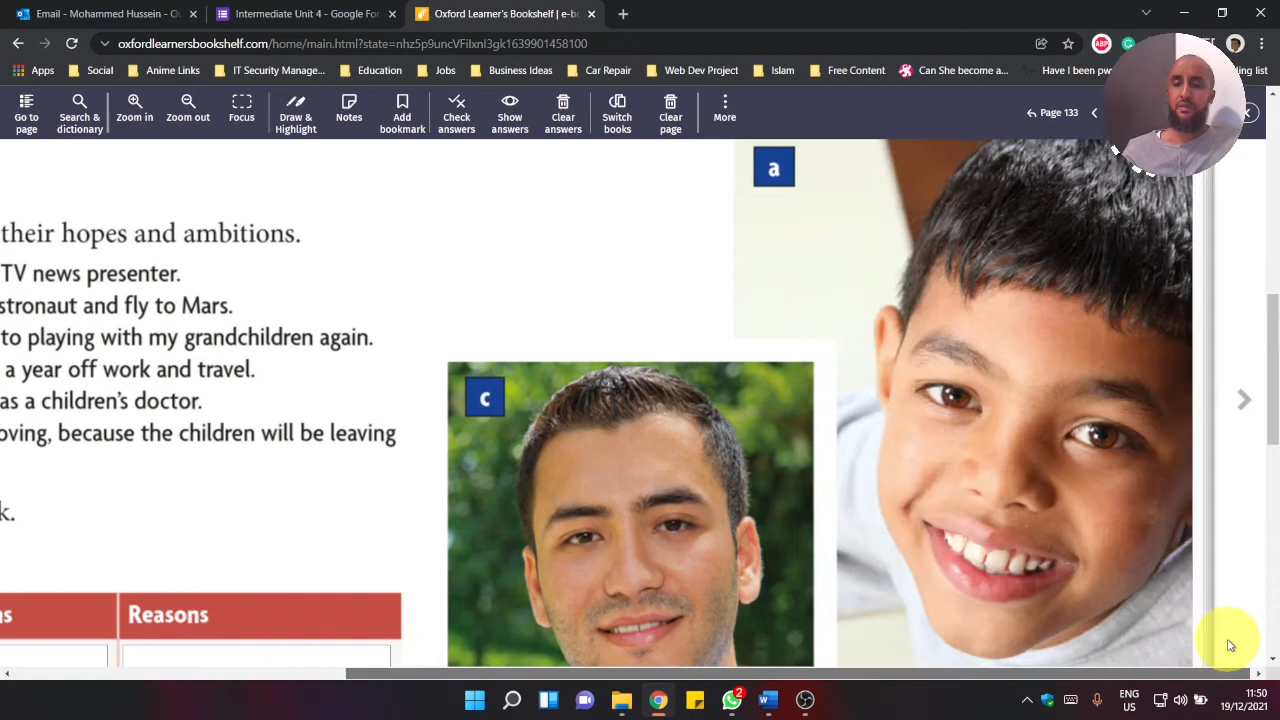 Email - Mohammed Hussein - Ou
Intermediate Unit 4 - Google For
Oxford Learner's Bookshelf | e-b
oxfordlearnersbookshelf.com/home/main.html?state=nhz5p9uncVFilxnI3gk1639901458100
Apps
Social
Anime Links
IT Security Manage...
Education
Jobs
Business Ideas
Car Repair
Web Dev Project
Islam
Free Content
Can She become a...
Have I been pw
ing list
Go to page
Search & dictionary
Zoom in
Zoom out
Focus
Draw & Highlight
Notes
Add bookmark
Check answers
Show answers
Clear answers
Switch books
Clear page
More
Page 133
a
their hopes and ambitions.
TV news presenter.
stronaut and fly to Mars.
to playing with my grandchildren again.
a year off work and travel.
as a children's doctor.
oving, because the children will be leaving
c
k.
ns
Reasons
2
ENG
US
11:50
19/12/2021